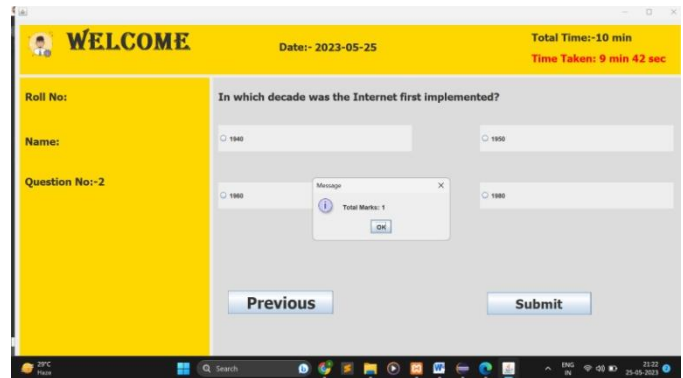 WELCOME
Date:- 2023-05-25
Total Time:-10 min
Time Taken: 9 min 42 sec
Roll No:
Name:
Question No:-2
In which decade was the Internet first implemented?
1940
1950
1960
1980
Message
Total Marks: 1
OK
Previous
Submit
29°C
Haze
Search
ENG
IN
21:22
25-05-2023